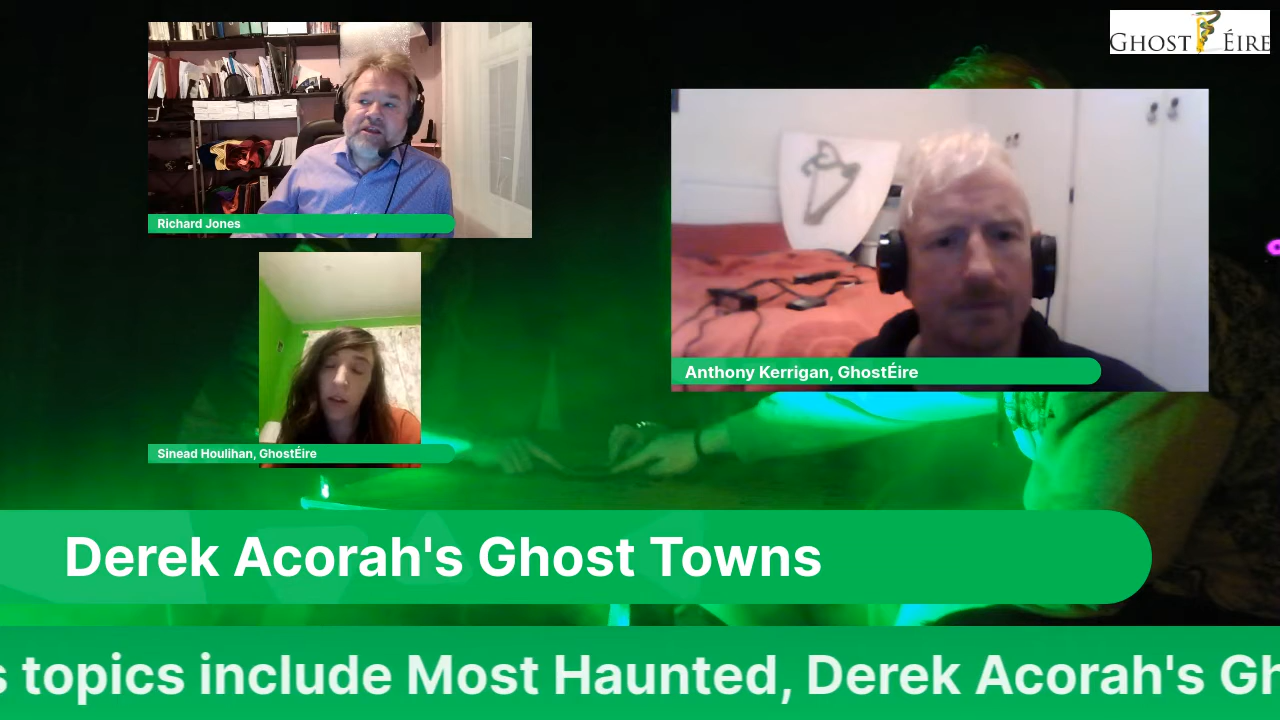 GHOST ÉIRE
Richard Jones
Anthony Kerrigan, GhostÉire
Sinead Houlihan, GhostÉire
Derek Acorah's Ghost Towns
s topics include Most Haunted, Derek Acorah's Gh